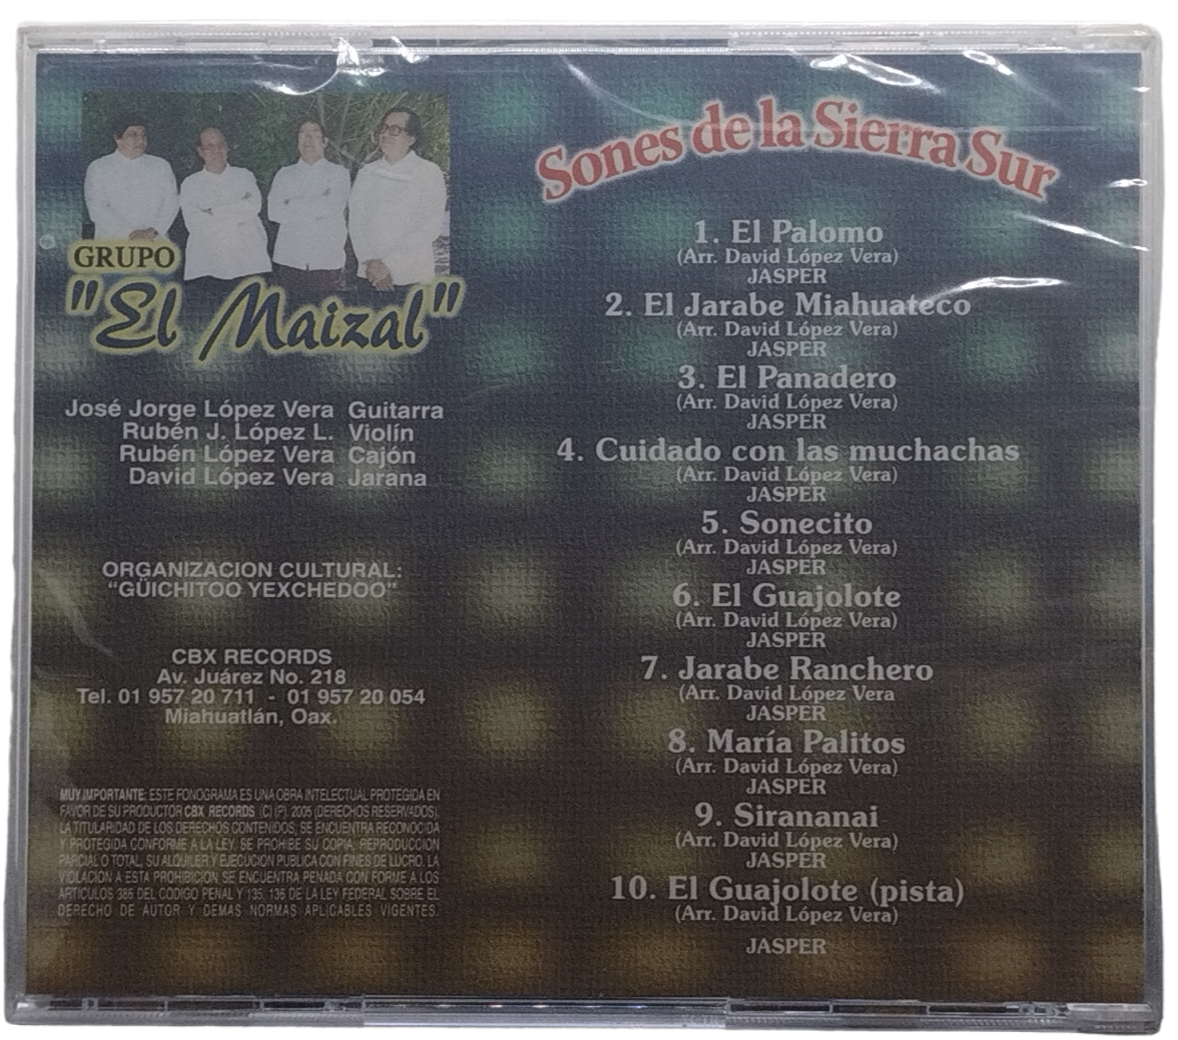 GRUPO
"El Maizal"
José Jorge López Vera Guitarra
Rubén J. López L. Violín
Rubén López Vera Cajón
David López Vera Jarana
ORGANIZACION CULTURAL:
"GÜICHITOO YEXCHEDOO"
CBX RECORDS
Av. Juárez No. 218
Tel. 01 957 20 711 - 01 957 20 054
Miahuatlán, Oax.
MUY IMPORTANTE: ESTE FONOGRAMA ES UNA OBRA INTELECTUAL PROTEGIDA EN
FAVOR DE SU PRODUCTOR CBX RECORDS (C) (P). 2005 (DERECHOS RESERVADOS).
LA TITULARIDAD DE LOS DERECHOS CONTENIDOS, SE ENCUENTRA RECONOCIDA
Y PROTEGIDA CONFORME A LA LEY. SE PROHIBE SU COPIA, REPRODUCCION
PARCIAL O TOTAL, SU ALQUILER Y EJECUCION PUBLICA CON FINES DE LUCRO. LA
VIOLACION A ESTA PROHIBICION SE ENCUENTRA PENADA CON FORME A LOS
ARTICULOS 386 DEL CODIGO PENAL Y 135, 136 DE LA LEY FEDERAL SOBRE EL
DERECHO DE AUTOR Y DEMAS NORMAS APLICABLES VIGENTES.
Sones de la Sierra Sur
1. El Palomo
(Arr. David López Vera)
JASPER
2. El Jarabe Miahuateco
(Arr. David López Vera)
JASPER
3. El Panadero
(Arr. David López Vera)
JASPER
4. Cuidado con las muchachas
(Arr. David López Vera)
JASPER
5. Sonecito
(Arr. David López Vera)
JASPER
6. El Guajolote
(Arr. David López Vera)
JASPER
7. Jarabe Ranchero
(Arr. David López Vera
JASPER
8. María Palitos
(Arr. David López Vera)
JASPER
9. Sirananai
(Arr. David López Vera)
JASPER
10. El Guajolote (pista)
(Arr. David López Vera)
JASPER